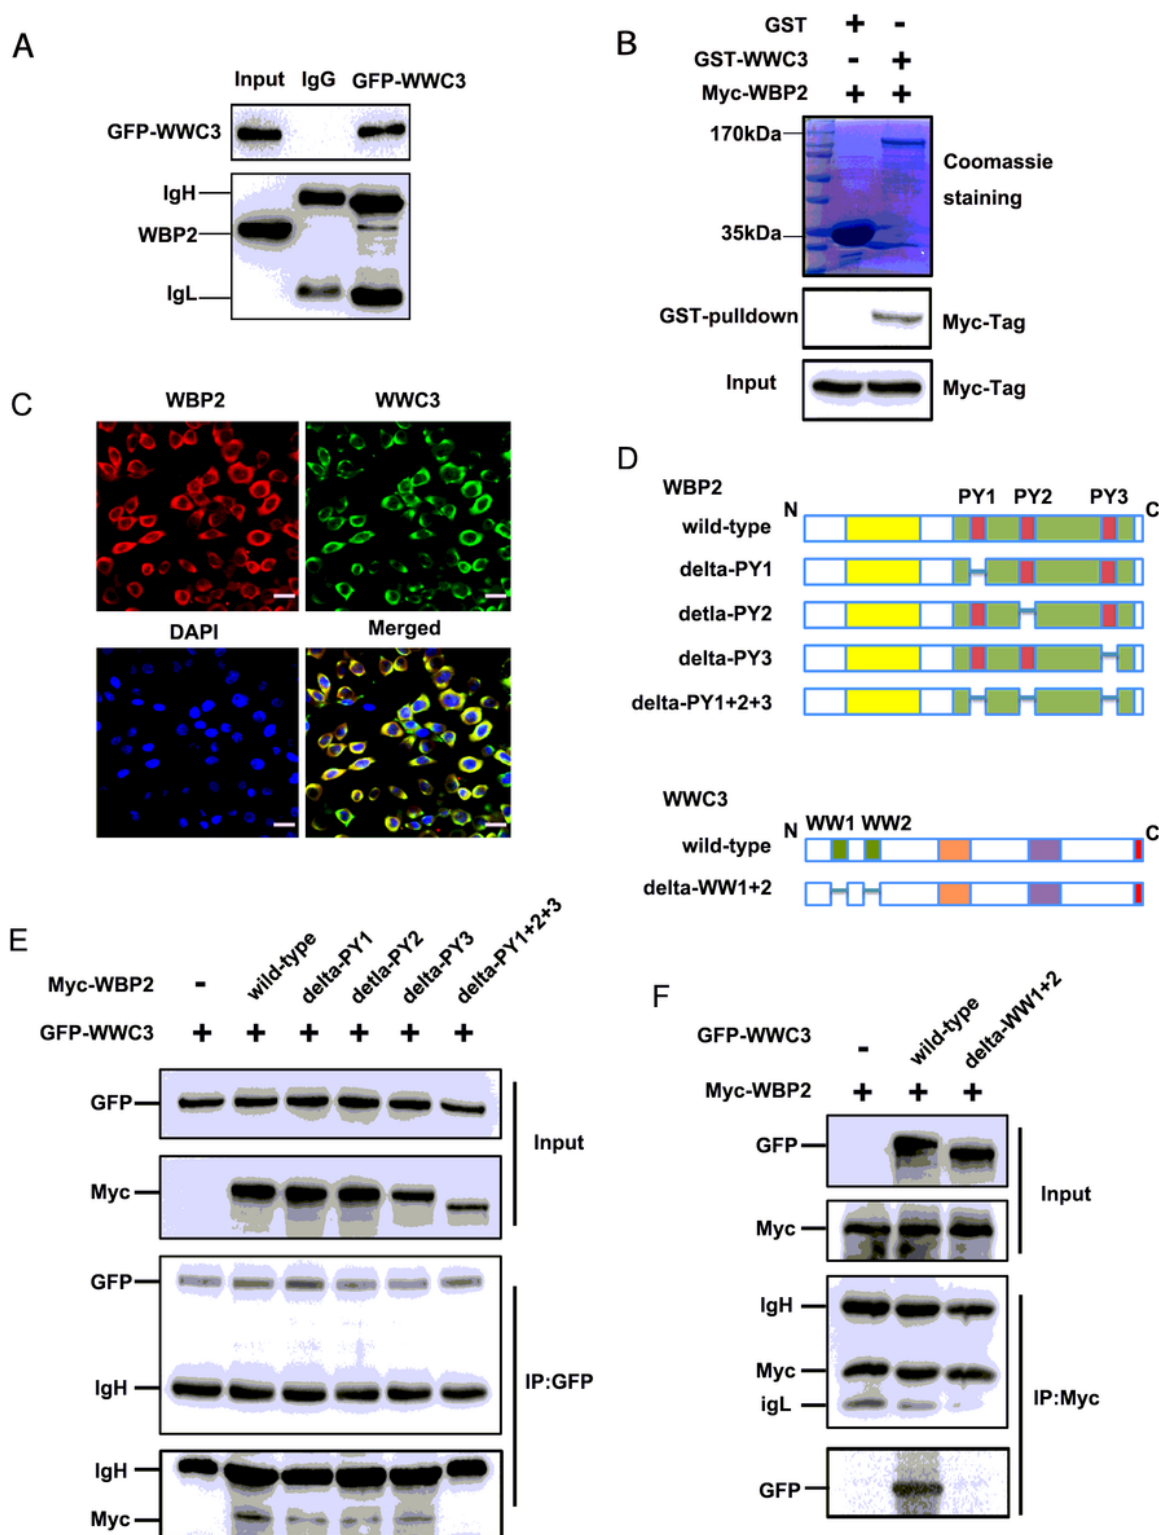 A
Input IgG GFP-WWC3
GFP-WWC3
IgH
WBP2
IgL
B
GST + -
GST-WWC3 - +
Myc-WBP2 + +
170kDa
Coomassie
staining
35kDa
GST-pulldown Myc-Tag
Input Myc-Tag
C
WBP2 WWC3
DAPI Merged
D
WBP2 PY1 PY2 PY3
N C
wild-type
delta-PY1
detla-PY2
delta-PY3
delta-PY1+2+3
WWC3
N WW1 WW2 C
wild-type
delta-WW1+2
E
Myc-WBP2 - wild-type delta-PY1 detla-PY2 delta-PY3 delta-PY1+2+3
GFP-WWC3 + + + + + +
GFP
Input
Myc
GFP
IP:GFP
IgH
IgH
Myc
F
GFP-WWC3 - wild-type delta-WW1+2
Myc-WBP2 + + +
GFP
Input
Myc
IgH
Myc
IP:Myc
igL
GFP